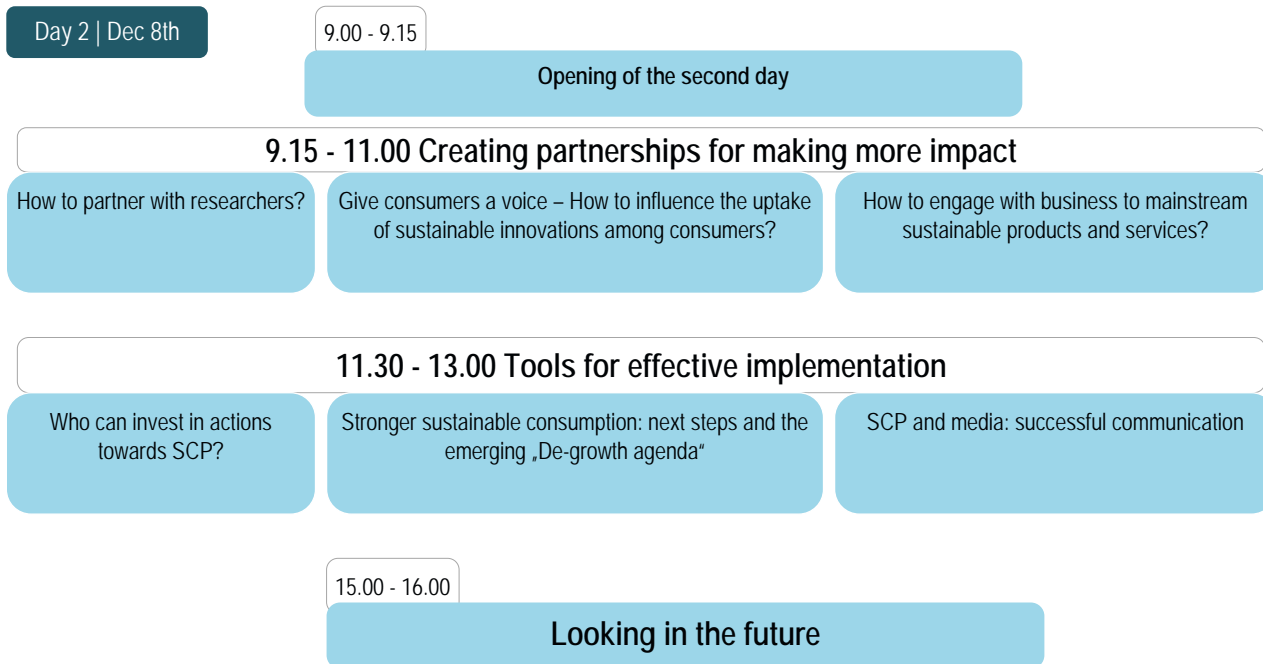 Day 2 | Dec 8th
9.00 - 9.15
Opening of the second day
9.15 - 11.00 Creating partnerships for making more impact
How to partner with researchers?
Give consumers a voice – How to influence the uptake
of sustainable innovations among consumers?
How to engage with business to mainstream
sustainable products and services?
11.30 - 13.00 Tools for effective implementation
Who can invest in actions
towards SCP?
Stronger sustainable consumption: next steps and the
emerging „De-growth agenda“
SCP and media: successful communication
15.00 - 16.00
Looking in the future